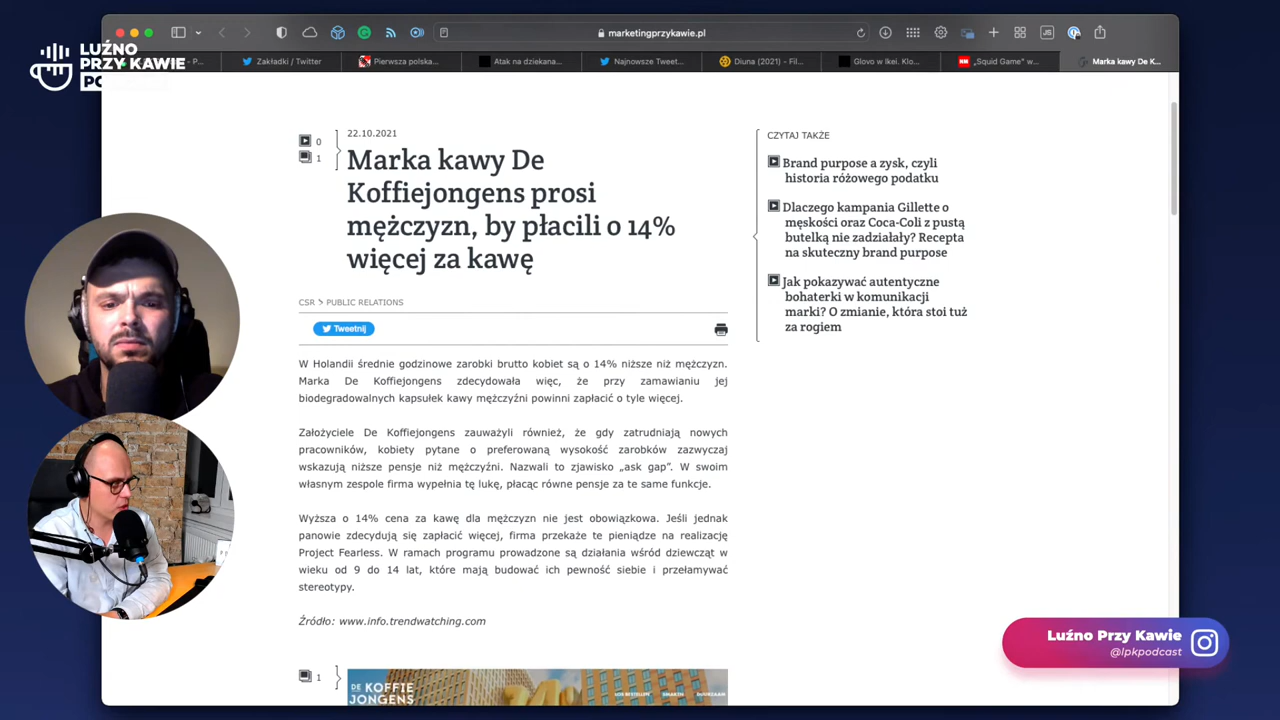 LUŹNO
PRZY KAWIE
marketingprzykawie.pl
Zakładki / Twitter
Pierwsza polska...
Atak na dziekana...
Najnowsze Tweet...
Diuna (2021) - Fil...
Glovo w Ikei. Klo...
„Squid Game" w...
Marka kawy De K...
0
1
22.10.2021
Marka kawy De
Koffiejongens prosi
mężczyzn, by płacili o 14%
więcej za kawę
CSR > PUBLIC RELATIONS
Tweetnij
W Holandii średnie godzinowe zarobki brutto kobiet są o 14% niższe niż mężczyzn.
Marka De Koffiejongens zdecydowała więc, że przy zamawianiu jej
biodegradowalnych kapsułek kawy mężczyźni powinni zapłacić o tyle więcej.
Założyciele De Koffiejongens zauważyli również, że gdy zatrudniają nowych
pracowników, kobiety pytane o preferowaną wysokość zarobków zazwyczaj
wskazują niższe pensje niż mężczyźni. Nazwali to zjawisko „ask gap”. W swoim
własnym zespole firma wypełnia tę lukę, płacąc równe pensje za te same funkcje.
Wyższa o 14% cena za kawę dla mężczyzn nie jest obowiązkowa. Jeśli jednak
panowie zdecydują się zapłacić więcej, firma przekaże te pieniądze na realizację
Project Fearless. W ramach programu prowadzone są działania wśród dziewcząt w
wieku od 9 do 14 lat, które mają budować ich pewność siebie i przełamywać
stereotypy.
Źródło: www.info.trendwatching.com
1
DE KOFFIE
JONGENS
CZYTAJ TAKŻE
Brand purpose a zysk, czyli
historia różowego podatku
Dlaczego kampania Gillette o
męskości oraz Coca-Coli z pustą
butelką nie zadziałały? Recepta
na skuteczny brand purpose
Jak pokazywać autentyczne
bohaterki w komunikacji
marki? O zmianie, która stoi tuż
za rogiem
Luźno Przy Kawie
@lpkpodcast